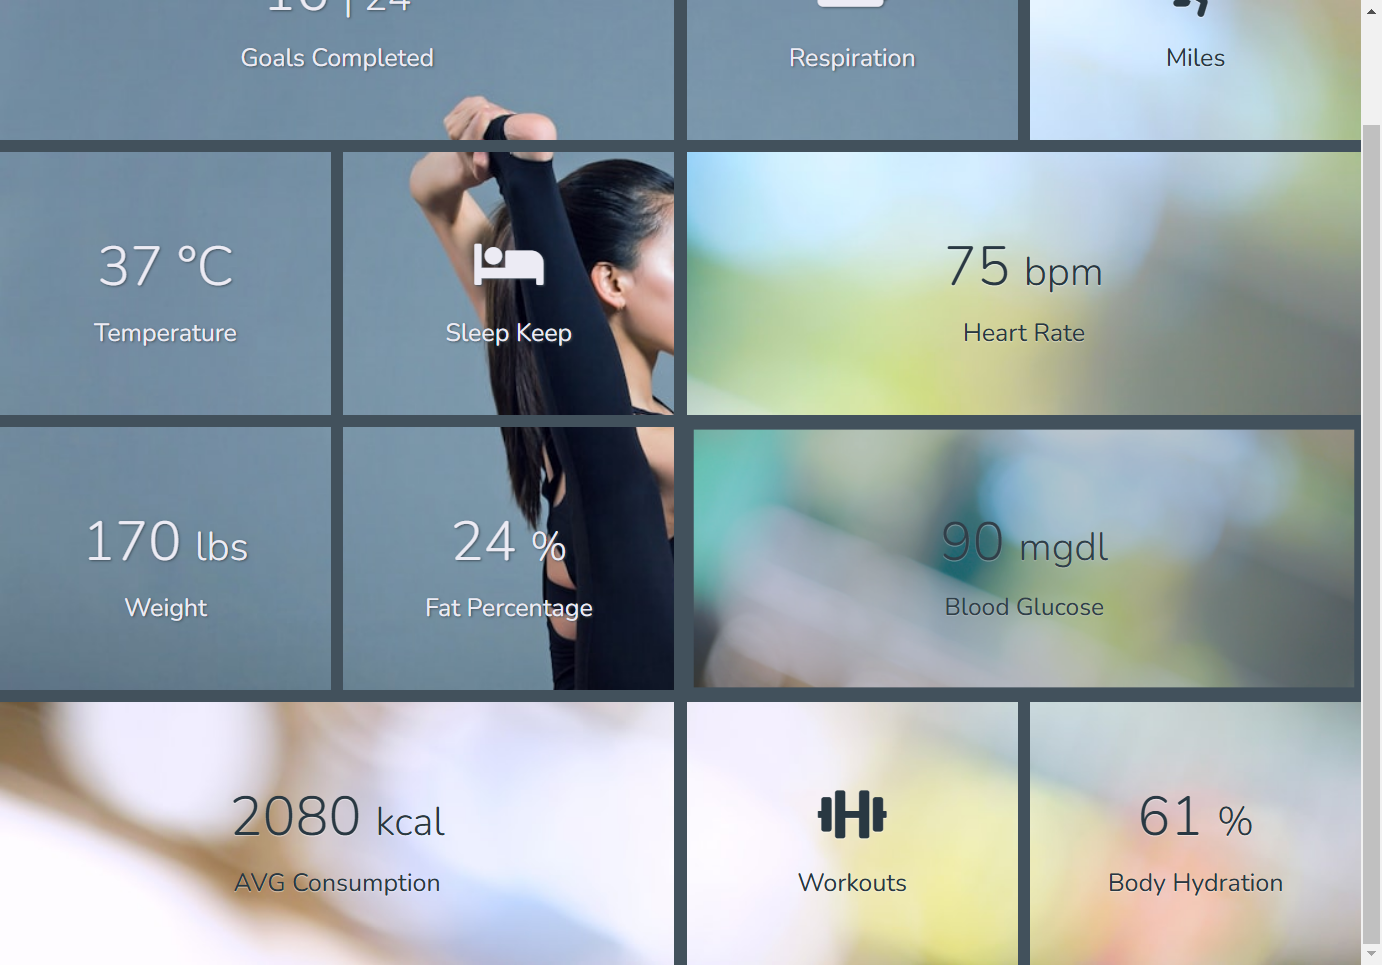 | 24
Goals Completed
Respiration
Miles
37 °C
Temperature
Sleep Keep
75 bpm
Heart Rate
170 lbs
Weight
24 %
Fat Percentage
90 mgdl
Blood Glucose
2080 kcal
AVG Consumption
Workouts
61 %
Body Hydration